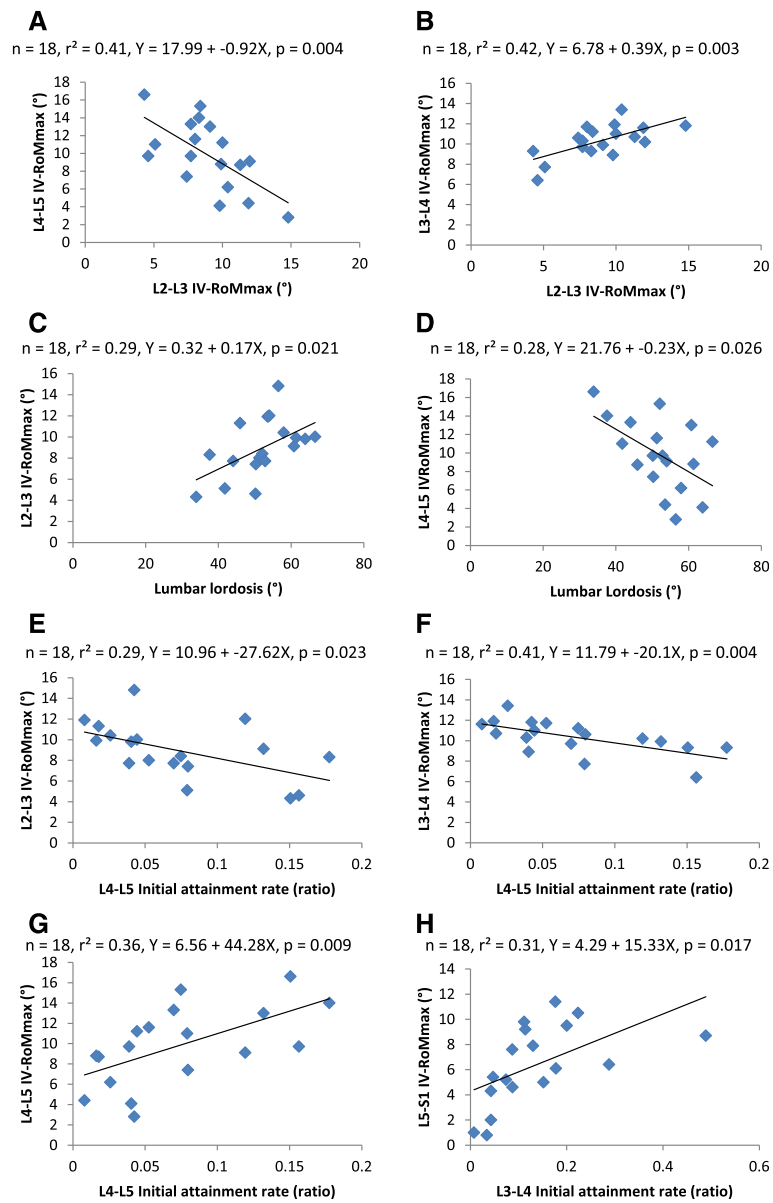 A
n = 18, r² = 0.41, Y = 17.99 + -0.92X, p = 0.004
L4-L5 IV-RoMmax (°)
18
16
14
12
10
8
6
4
2
0
0 5 10 15 20
L2-L3 IV-RoMmax (°)
B
n = 18, r² = 0.42, Y = 6.78 + 0.39X, p = 0.003
L3-L4 IV-RoMmax (°)
16
14
12
10
8
6
4
2
0
0 5 10 15 20
L2-L3 IV-RoMmax (°)
C
n = 18, r² = 0.29, Y = 0.32 + 0.17X, p = 0.021
L2-L3 IV-RoMmax (°)
16
14
12
10
8
6
4
2
0
0 20 40 60 80
Lumbar lordosis (°)
D
n = 18, r² = 0.28, Y = 21.76 + -0.23X, p = 0.026
L4-L5 IVRoMmax (°)
18
16
14
12
10
8
6
4
2
0
0 20 40 60 80
Lumbar Lordosis (°)
E
n = 18, r² = 0.29, Y = 10.96 + -27.62X, p = 0.023
L2-L3 IV-RoMmax (°)
16
14
12
10
8
6
4
2
0
0 0.05 0.1 0.15 0.2
L4-L5 Initial attainment rate (ratio)
F
n = 18, r² = 0.41, Y = 11.79 + -20.1X, p = 0.004
L3-L4 IV-RoMmax (°)
16
14
12
10
8
6
4
2
0
0 0.05 0.1 0.15 0.2
L4-L5 Initial attainment rate (ratio)
G
n = 18, r² = 0.36, Y = 6.56 + 44.28X, p = 0.009
L4-L5 IV-RoMmax (°)
18
16
14
12
10
8
6
4
2
0
0 0.05 0.1 0.15 0.2
L4-L5 Initial attainment rate (ratio)
H
n = 18, r² = 0.31, Y = 4.29 + 15.33X, p = 0.017
L5-S1 IV-RoMmax (°)
14
12
10
8
6
4
2
0
0 0.2 0.4 0.6
L3-L4 Initial attainment rate (ratio)